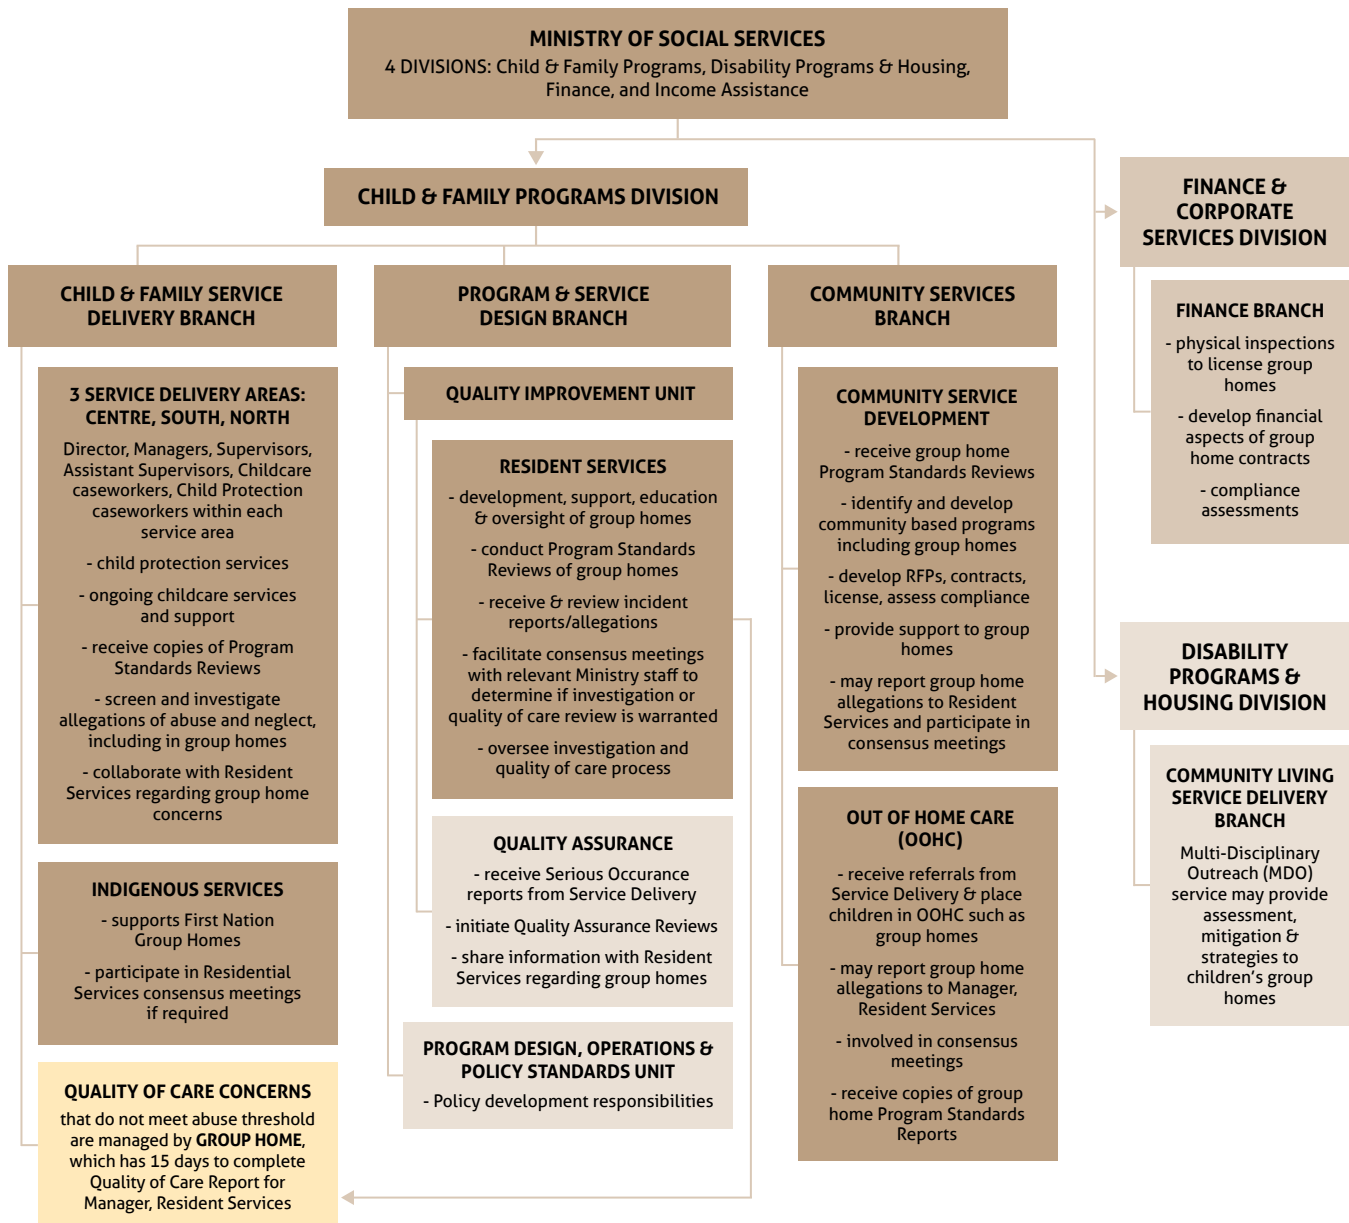 MINISTRY OF SOCIAL SERVICES
4 DIVISIONS: Child & Family Programs, Disability Programs & Housing,
Finance, and Income Assistance
CHILD & FAMILY PROGRAMS DIVISION
CHILD & FAMILY SERVICE
DELIVERY BRANCH
3 SERVICE DELIVERY AREAS:
CENTRE, SOUTH, NORTH
Director, Managers, Supervisors,
Assistant Supervisors, Childcare
caseworkers, Child Protection
caseworkers within each
service area
- child protection services
- ongoing childcare services
and support
- receive copies of Program
Standards Reviews
- screen and investigate
allegations of abuse and neglect,
including in group homes
- collaborate with Resident
Services regarding group home
concerns
INDIGENOUS SERVICES
- supports First Nation
Group Homes
- participate in Residential
Services consensus meetings
if required
QUALITY OF CARE CONCERNS
that do not meet abuse threshold
are managed by GROUP HOME,
which has 15 days to complete
Quality of Care Report for
Manager, Resident Services
PROGRAM & SERVICE
DESIGN BRANCH
QUALITY IMPROVEMENT UNIT
RESIDENT SERVICES
- development, support, education
& oversight of group homes
- conduct Program Standards
Reviews of group homes
- receive & review incident
reports/allegations
- facilitate consensus meetings
with relevant Ministry staff to
determine if investigation or
quality of care review is warranted
- oversee investigation and
quality of care process
QUALITY ASSURANCE
- receive Serious Occurance
reports from Service Delivery
- initiate Quality Assurance Reviews
- share information with Resident
Services regarding group homes
PROGRAM DESIGN, OPERATIONS &
POLICY STANDARDS UNIT
- Policy development responsibilities
COMMUNITY SERVICES
BRANCH
COMMUNITY SERVICE
DEVELOPMENT
- receive group home
Program Standards Reviews
- identify and develop
community based programs
including group homes
- develop RFPs, contracts,
license, assess compliance
- provide support to group
homes
- may report group home
allegations to Resident
Services and participate in
consensus meetings
OUT OF HOME CARE
(OOHC)
- receive referrals from
Service Delivery & place
children in OOHC such as
group homes
- may report group home
allegations to Manager,
Resident Services
- involved in consensus
meetings
- receive copies of group
home Program Standards
Reports
FINANCE &
CORPORATE
SERVICES DIVISION
FINANCE BRANCH
- physical inspections
to license group
homes
- develop financial
aspects of group
home contracts
- compliance
assessments
DISABILITY
PROGRAMS &
HOUSING DIVISION
COMMUNITY LIVING
SERVICE DELIVERY
BRANCH
Multi-Disciplinary
Outreach (MDO)
service may provide
assessment,
mitigation &
strategies to
children's group
homes